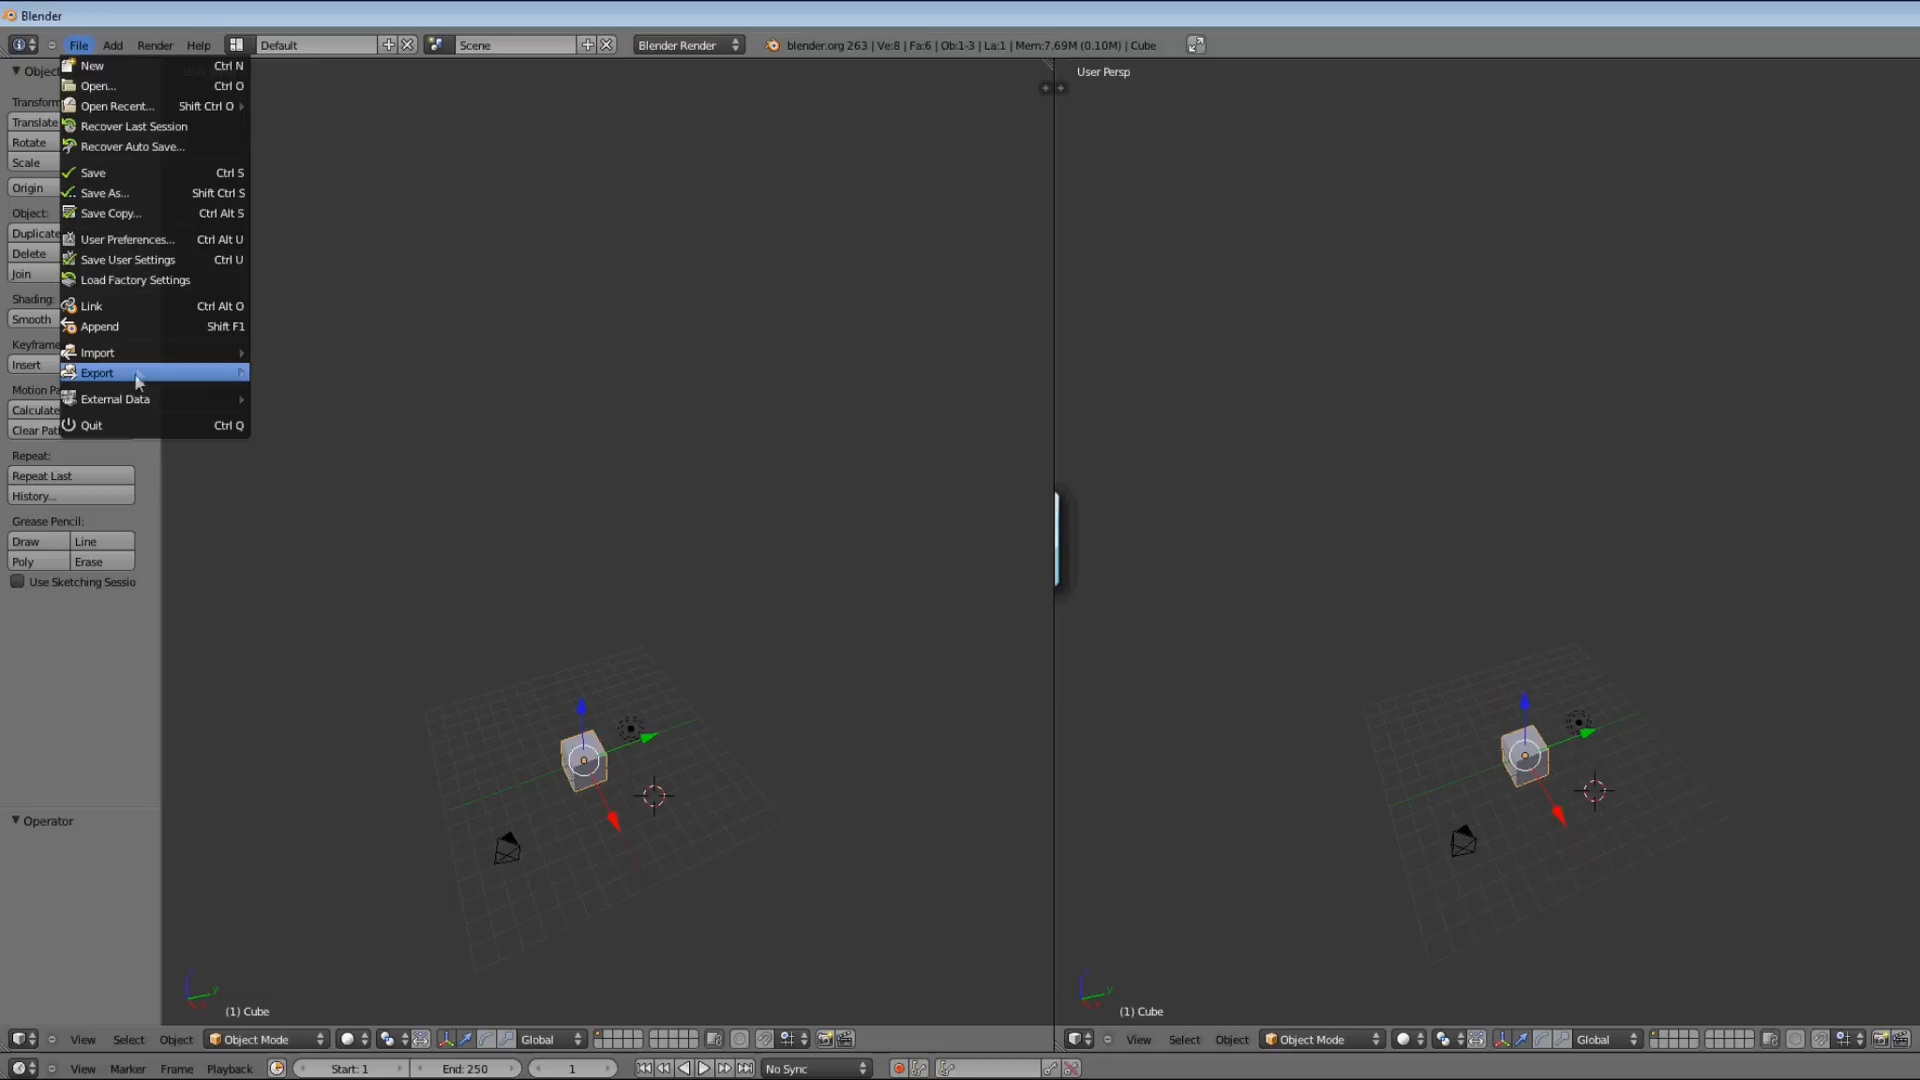 Blender
File Add Render Help Default Scene Blender Render blender.org 263 | Ve:8 | Fa:6 | Ob:1-3 | La:1 | Mem:7.69M (0.10M) | Cube
New Ctrl N
Open... Ctrl O
Open Recent... Shift Ctrl O
Recover Last Session
Recover Auto Save...
Save Ctrl S
Save As... Shift Ctrl S
Save Copy... Ctrl Alt S
User Preferences... Ctrl Alt U
Save User Settings Ctrl U
Load Factory Settings
Link Ctrl Alt O
Append Shift F1
Import
Export
External Data
Quit Ctrl Q
Object
Transform
Translate
Rotate
Scale
Origin
Object:
Duplicate
Delete
Join
Shading:
Smooth
Keyframe
Insert
Motion Pa
Calculate
Clear Pat
Repeat:
Repeat Last
History...
Grease Pencil:
Draw Line
Poly Erase
Use Sketching Sessio
Operator
User Persp
y
(1) Cube
y
(1) Cube
View Select Object Object Mode Global
View Select Object Object Mode Global
View Marker Frame Playback Start: 1 End: 250 1 No Sync